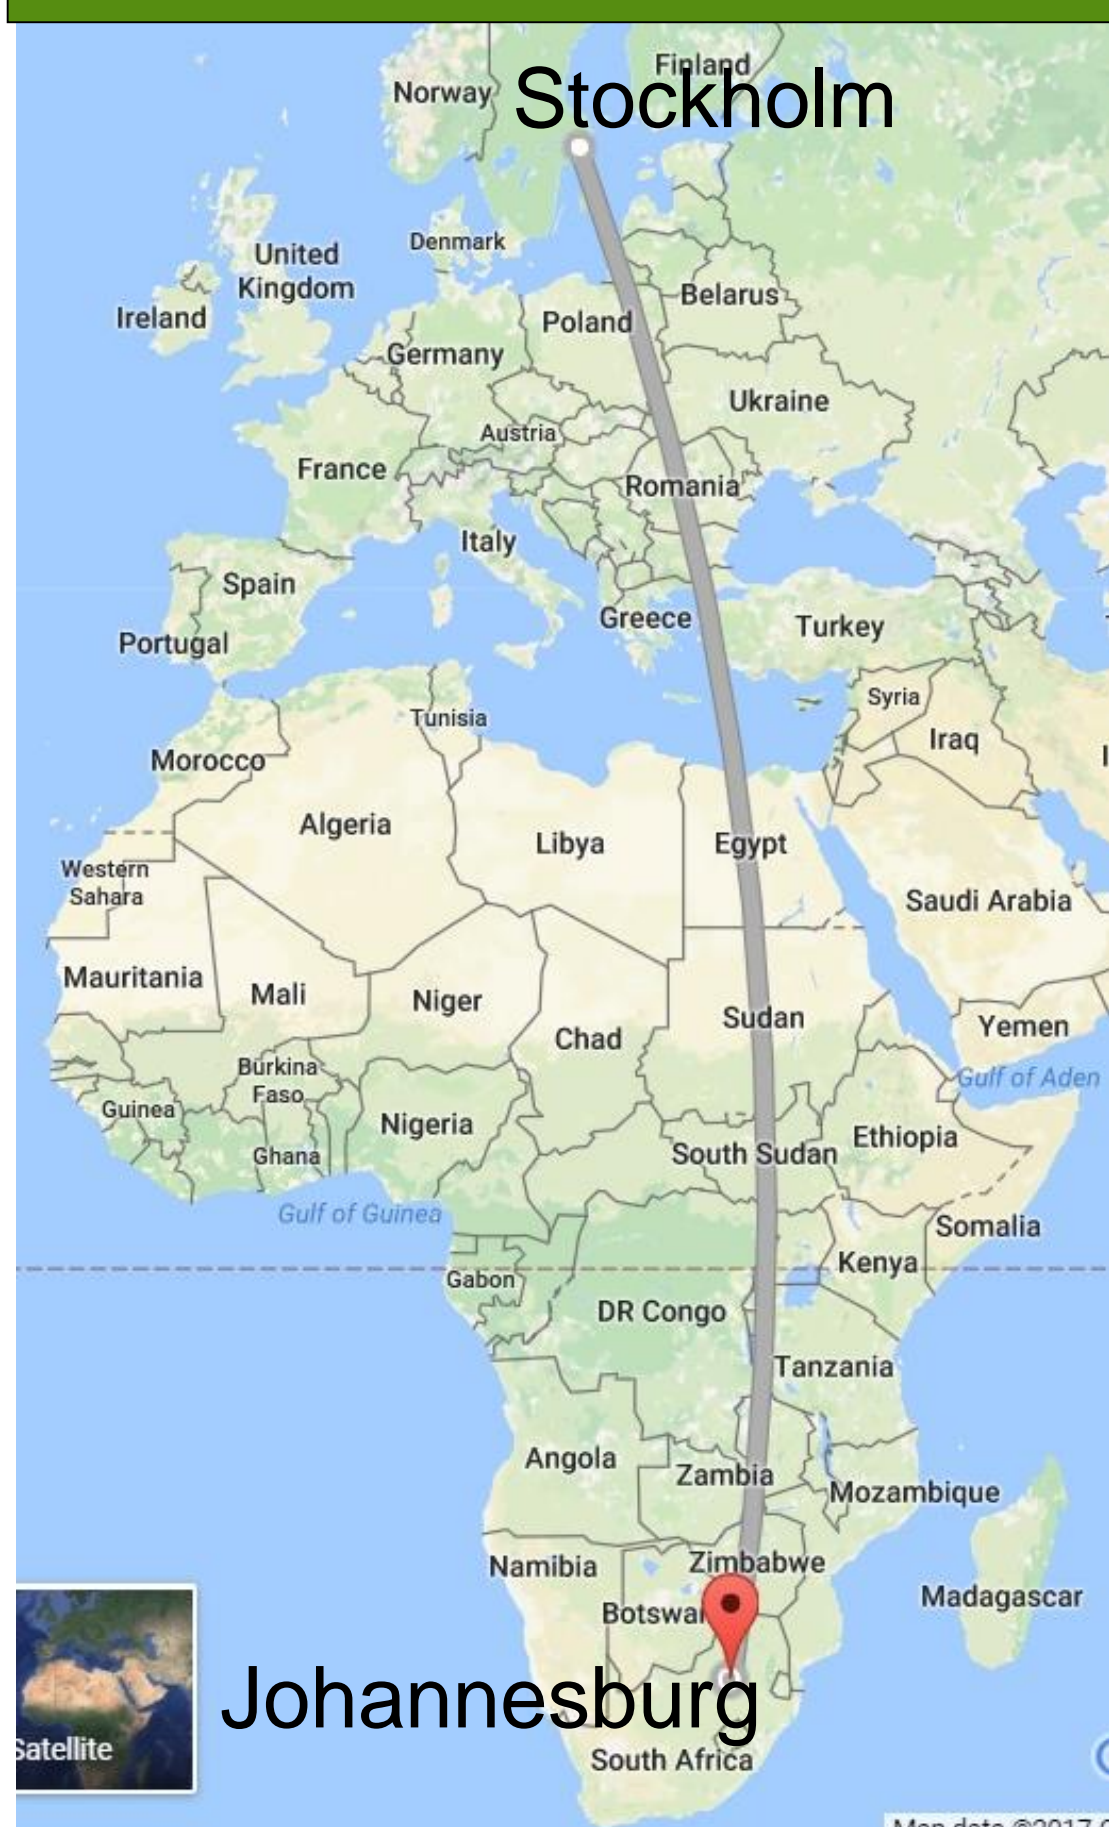 Finland
Norway
Stockholm
Denmark
United
Kingdom
Ireland
Belarus
Poland
Germany
Ukraine
Austria
France
Romania
Italy
Spain
Greece
Turkey
Portugal
Syria
Tunisia
Iraq
Morocco
Algeria
Libya
Egypt
Western
Sahara
Saudi Arabia
Mauritania
Mali
Niger
Sudan
Yemen
Chad
Burkina
Faso
Gulf of Aden
Guinea
Nigeria
Ethiopia
Ghana
South Sudan
Gulf of Guinea
Somalia
Kenya
Gabon
DR Congo
Tanzania
Angola
Zambia
Mozambique
Zimbabwe
Namibia
Madagascar
Botswa
Johannesburg
Satellite
South Africa
Map data ©2017